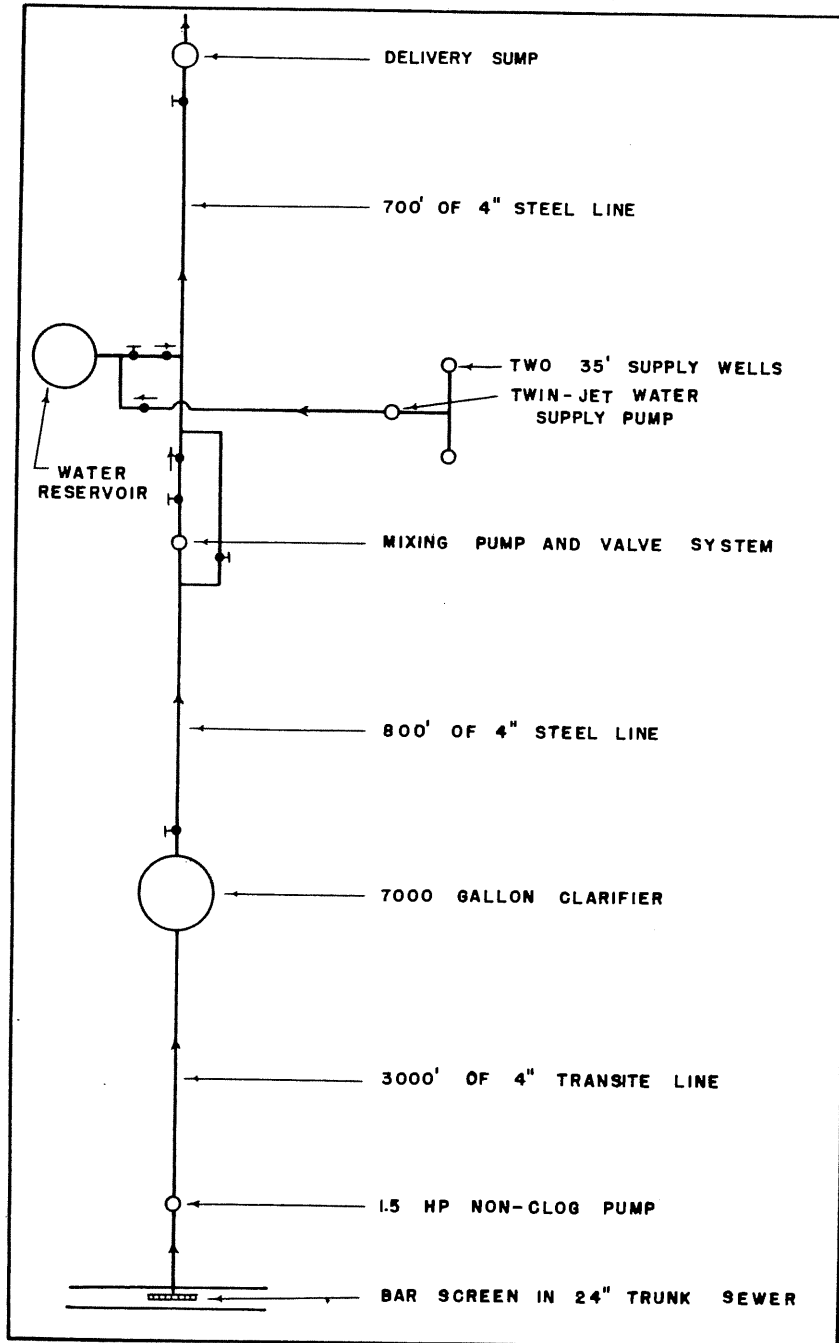 DELIVERY SUMP
700' OF 4" STEEL LINE
TWO 35' SUPPLY WELLS
TWIN-JET WATER
SUPPLY PUMP
WATER
RESERVOIR
MIXING PUMP AND VALVE SYSTEM
800' OF 4" STEEL LINE
7000 GALLON CLARIFIER
3000' OF 4" TRANSITE LINE
1.5 HP NON-CLOG PUMP
BAR SCREEN IN 24" TRUNK SEWER